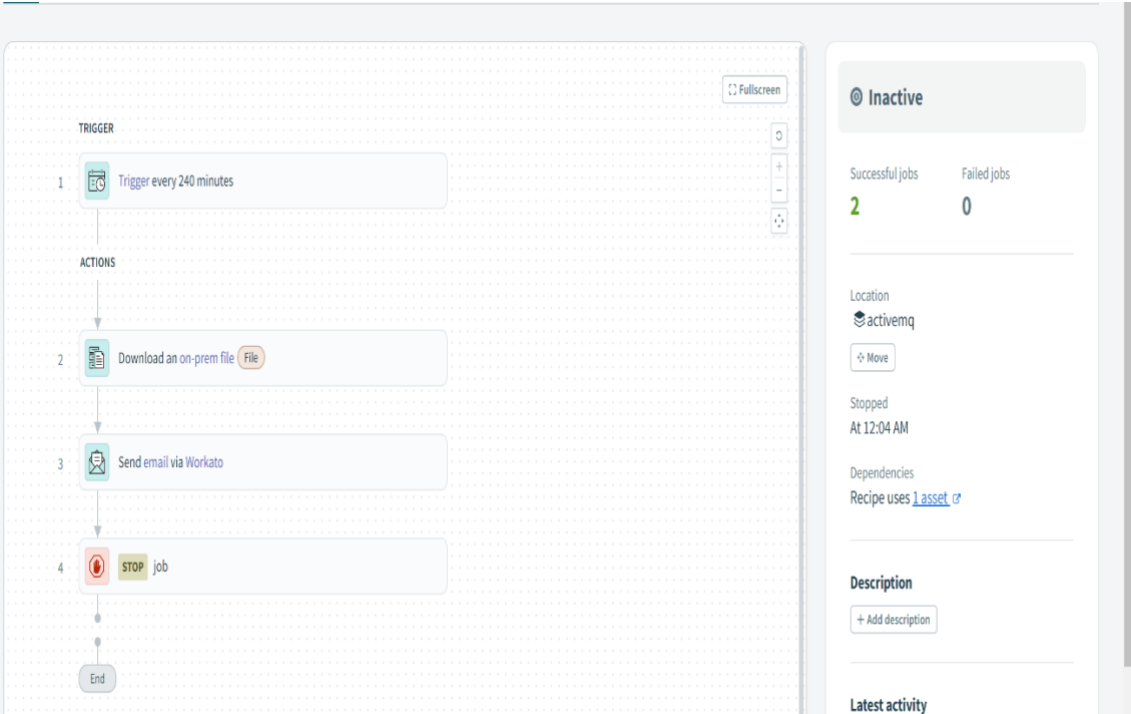 Fullscreen
TRIGGER
1 Trigger every 240 minutes
ACTIONS
2 Download an on-prem file File
3 Send email via Workato
4 STOP job
End
Inactive
Successful jobs Failed jobs
2 0
Location
activemq
Move
Stopped
At 12:04 AM
Dependencies
Recipe uses 1 asset
Description
+ Add description
Latest activity